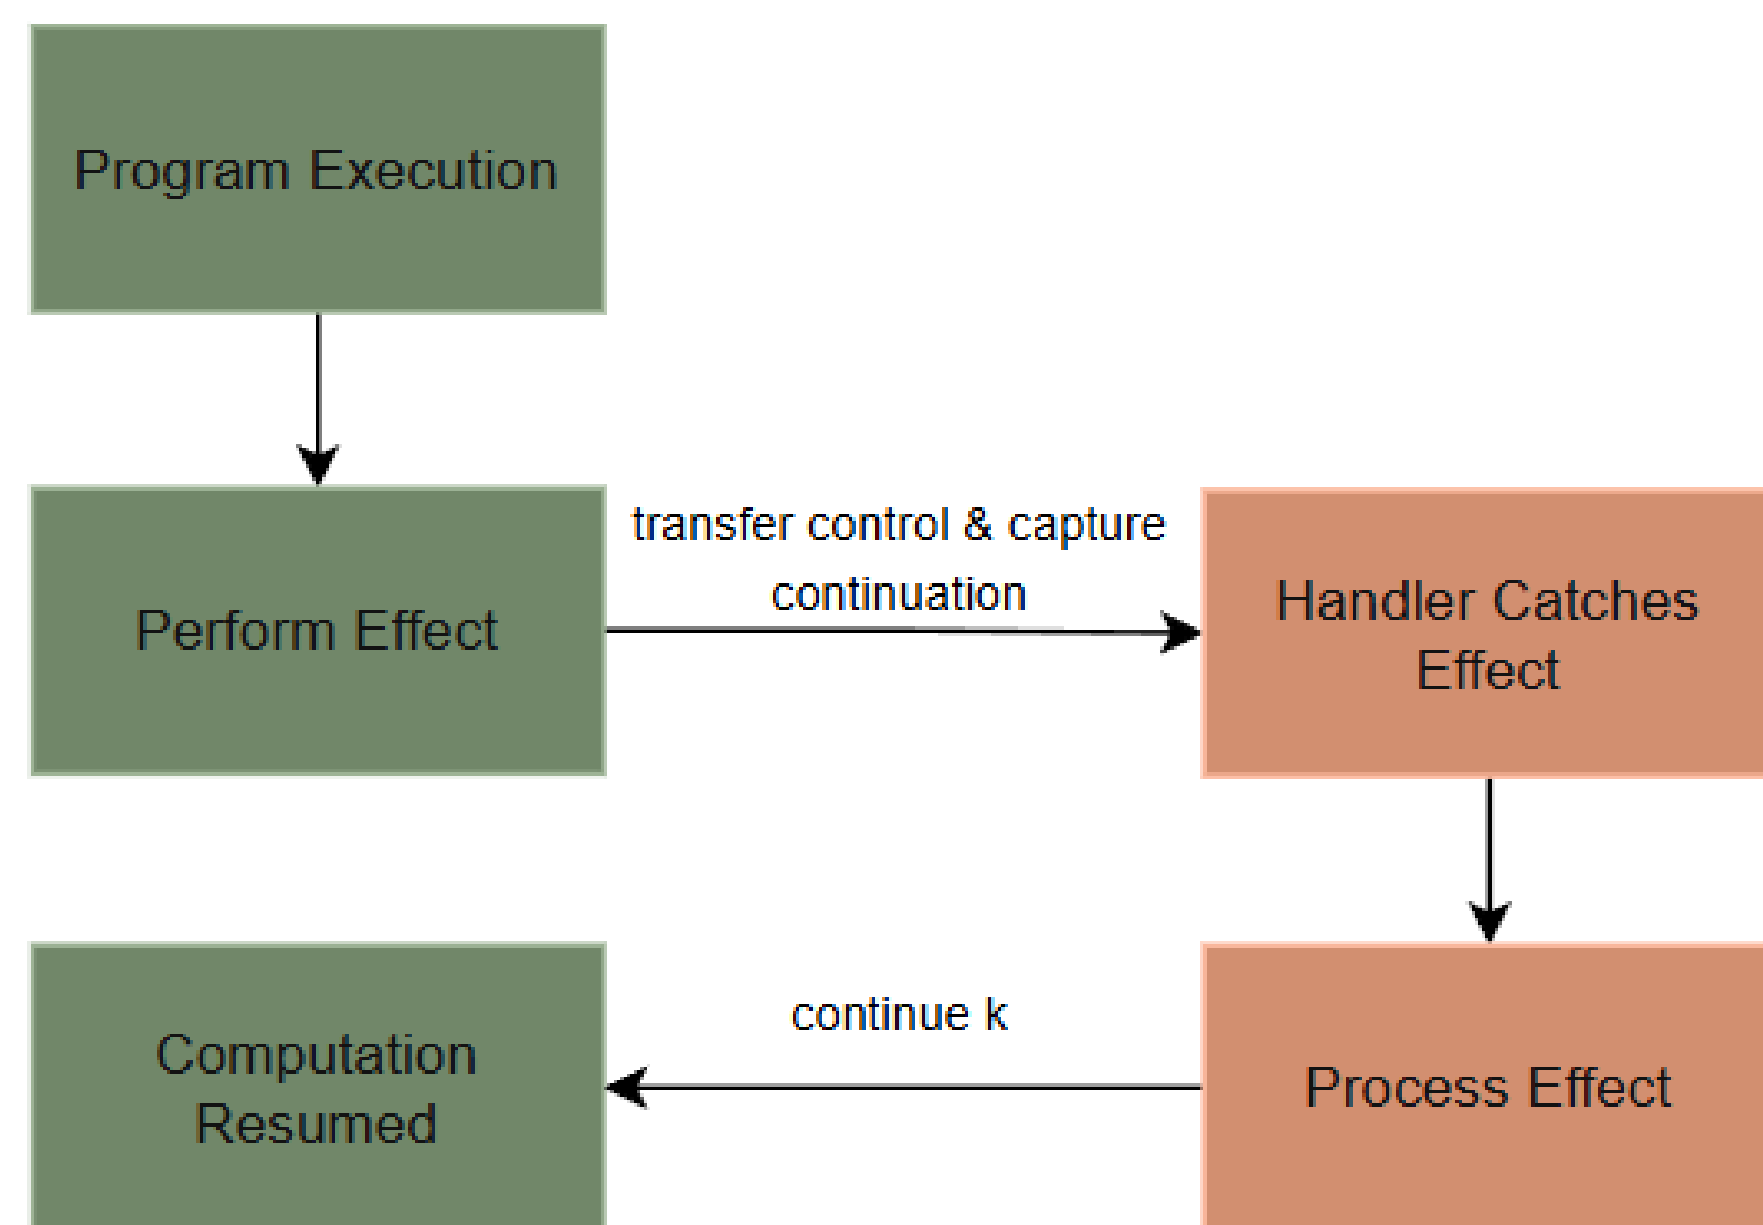 Program Execution
transfer control & capture
continuation
Perform Effect
Handler Catches
Effect
continue k
Computation
Resumed
Process Effect